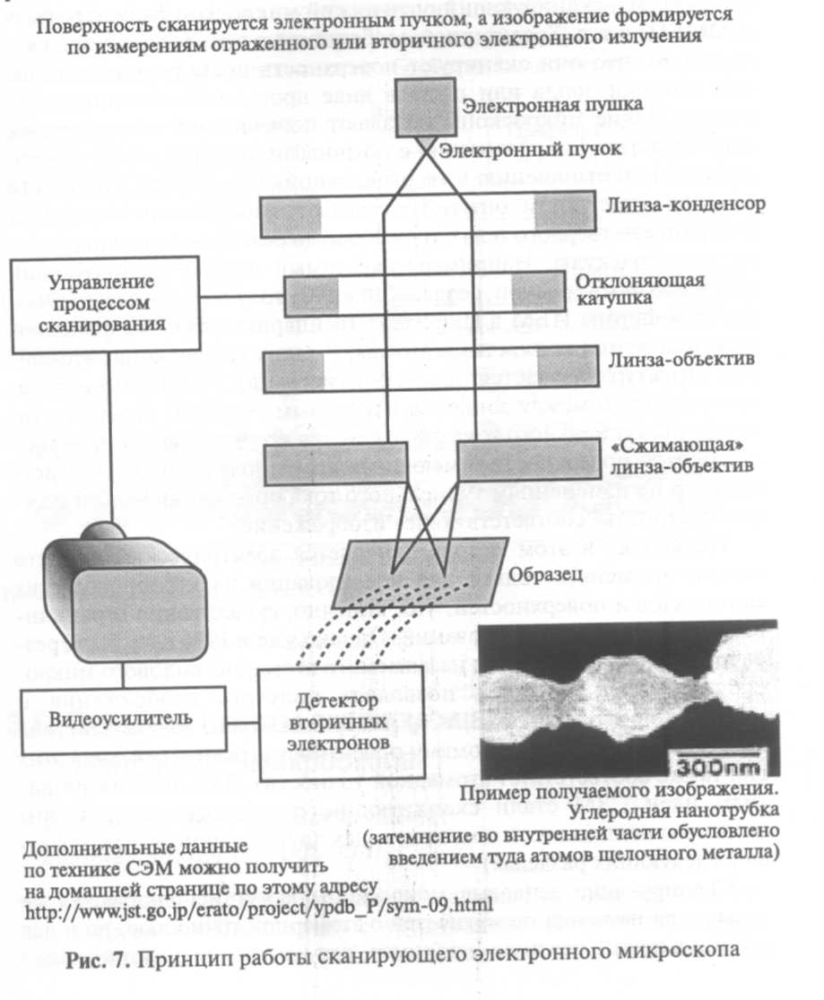 Поверхность сканируется электронным пучком, а изображение формируется
по измерениям отраженного или вторичного электронного излучения
Электронная пушка
Электронный пучок
Линза-конденсор
Управление
процессом
сканирования
Отклоняющая
катушка
Линза-объектив
«Сжимающая»
линза-объектив
Образец
Видеоусилитель
Детектор
вторичных
электронов
300nm
Пример получаемого изображения.
Углеродная нанотрубка
(затемнение во внутренней части обусловлено
введением туда атомов щелочного металла)
Дополнительные данные
по технике СЭМ можно получить
на домашней странице по этому адресу
http://www.jst.go.jp/erato/project/ypdb_P/sym-09.html
Рис. 7. Принцип работы сканирующего электронного микроскопа